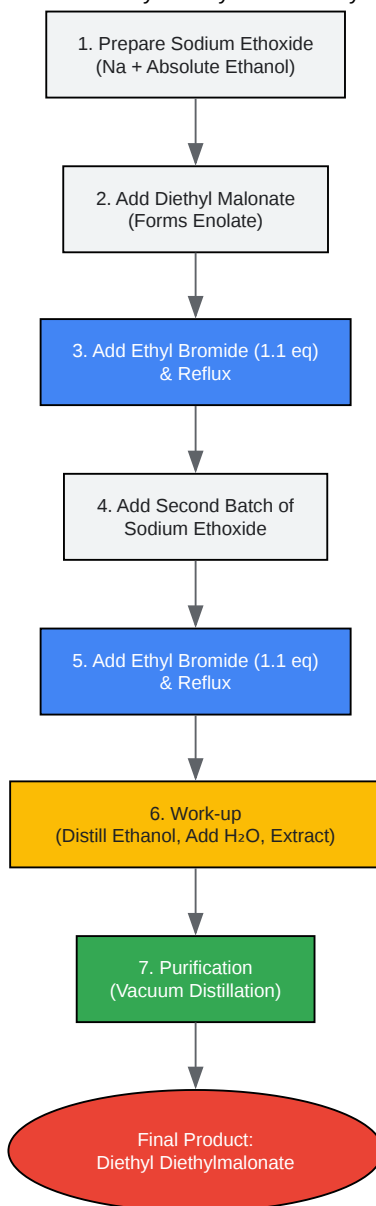 1. Prepare Sodium Ethoxide
(Na + Absolute Ethanol)
2. Add Diethyl Malonate
(Forms Enolate)
3. Add Ethyl Bromide (1.1 eq)
& Reflux
4. Add Second Batch of
Sodium Ethoxide
5. Add Ethyl Bromide (1.1 eq)
& Reflux
6. Work-up
(Distill Ethanol, Add H₂O, Extract)
7. Purification
(Vacuum Distillation)
Final Product:
Diethyl Diethylmalonate